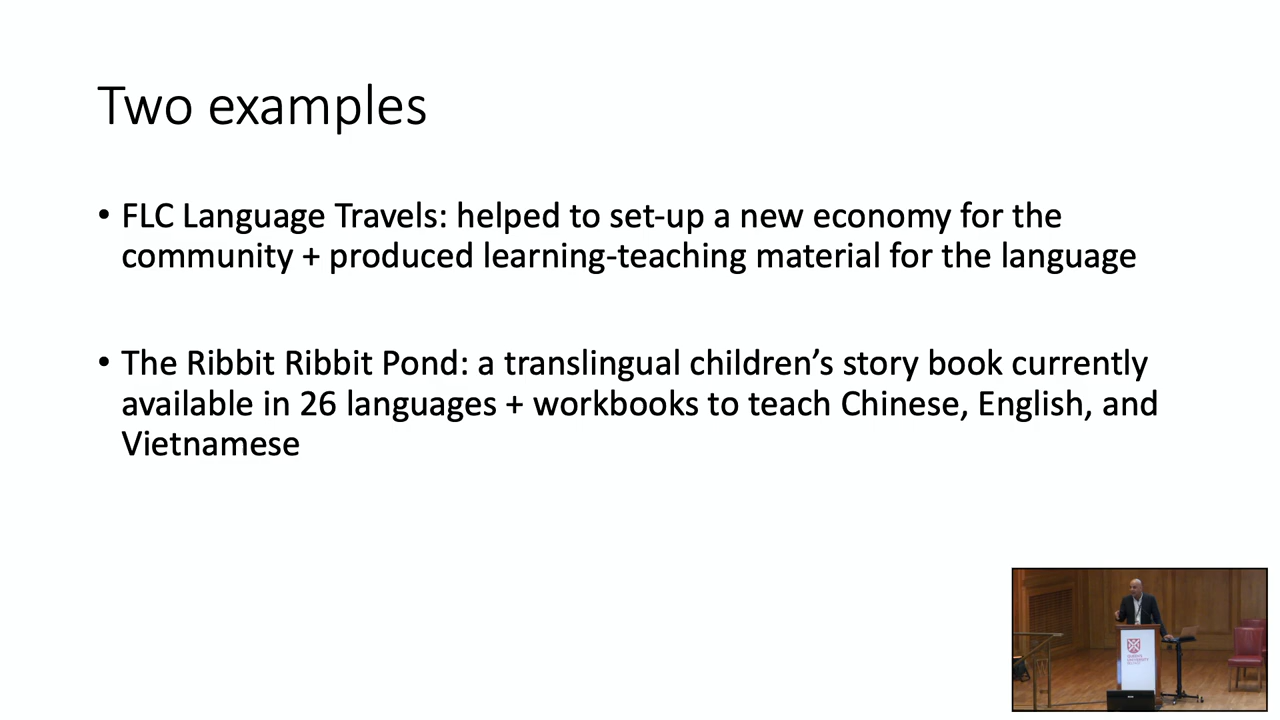 Two examples
• FLC Language Travels: helped to set-up a new economy for the
community + produced learning-teaching material for the language
• The Ribbit Ribbit Pond: a translingual children’s story book currently
available in 26 languages + workbooks to teach Chinese, English, and
Vietnamese
QUEEN'S
UNIVERSITY